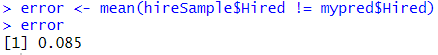 > error <- mean(hireSample$Hired != mypred$Hired)
> error
[1] 0.085